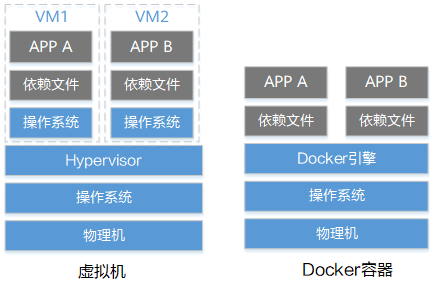 VM1
VM2
APP A
APP B
依赖文件
依赖文件
操作系统
操作系统
Hypervisor
操作系统
物理机
虚拟机
APP A
APP B
依赖文件
依赖文件
Docker引擎
操作系统
物理机
Docker容器